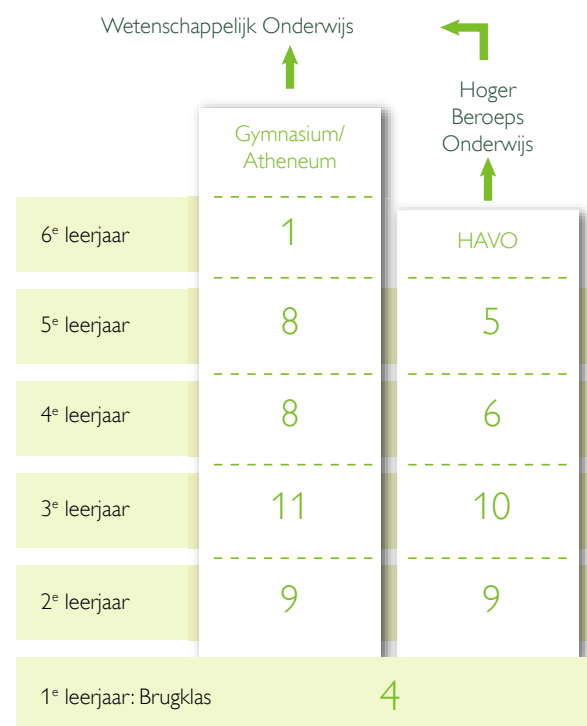 Wetenschappelijk Onderwijs
Hoger
Beroeps
Onderwijs
Gymnasium/
Atheneum
6e leerjaar 1 HAVO
5e leerjaar 8 5
4e leerjaar 8 6
3e leerjaar 11 10
2e leerjaar 9 9
1e leerjaar: Brugklas 4